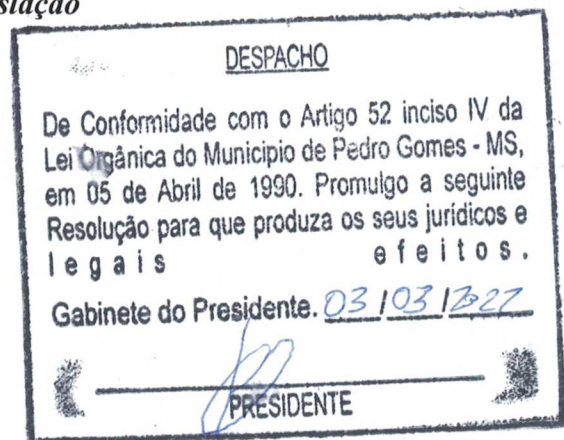 slação
DESPACHO
De Conformidade com o Artigo 52 inciso IV da
Lei Orgânica do Municipio de Pedro Gomes - MS,
em 05 de Abril de 1990. Promulgo a seguinte
Resolução para que produza os seus jurídicos e
legais efeitos.
Gabinete do Presidente. 03 / 03 /
PRESIDENTE